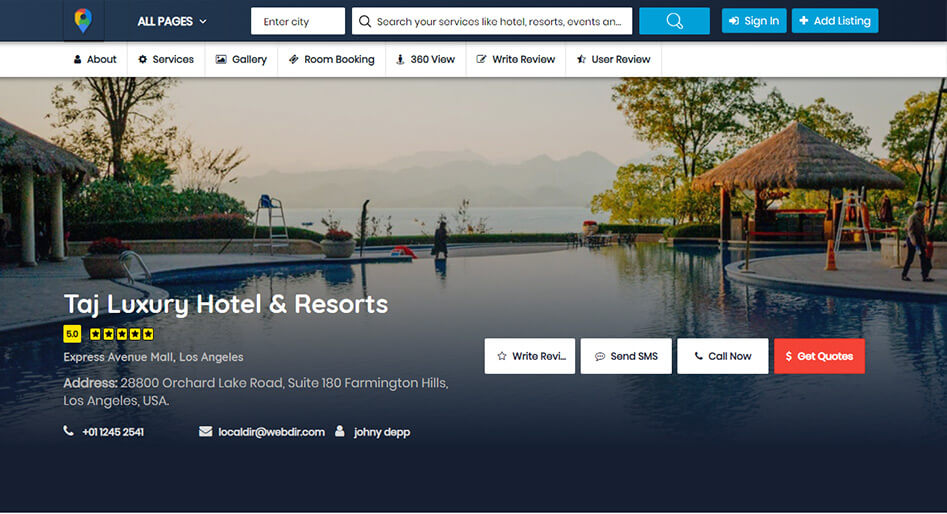 ALL PAGES
Enter city
Search your services like hotel, resorts, events an...
Sign In
Add Listing
About
Services
Gallery
Room Booking
360 View
Write Review
User Review
Taj Luxury Hotel & Resorts
5.0
Express Avenue Mall, Los Angeles
Address: 28800 Orchard Lake Road, Suite 180 Farmington Hills,
Los Angeles, USA.
+01 1245 2541
localdir@webdir.com
johny depp
Write Revi...
Send SMS
Call Now
Get Quotes